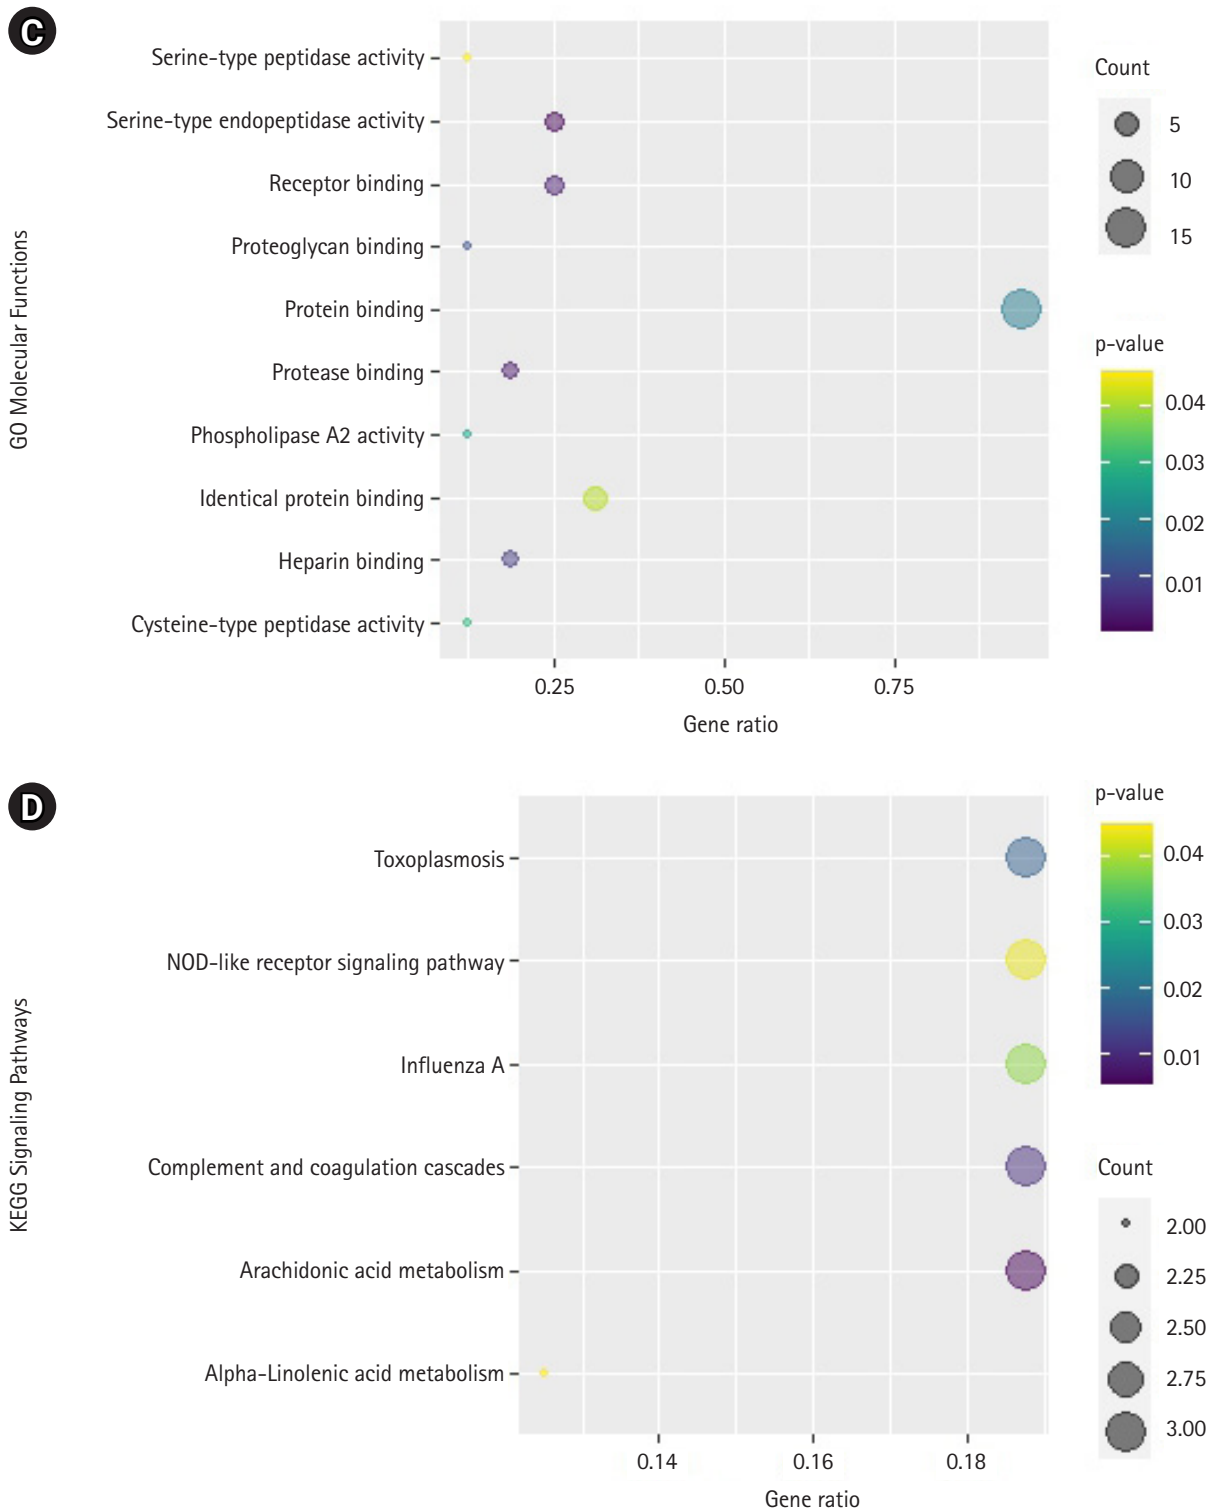 C
Serine-type peptidase activity
Serine-type endopeptidase activity
Receptor binding
Proteoglycan binding
Protein binding
Protease binding
Phospholipase A2 activity
Identical protein binding
Heparin binding
Cysteine-type peptidase activity
GO Molecular Functions
0.25 0.50 0.75
Gene ratio
Count
5
10
15
p-value
0.04
0.03
0.02
0.01
D
Toxoplasmosis
NOD-like receptor signaling pathway
Influenza A
Complement and coagulation cascades
Arachidonic acid metabolism
Alpha-Linolenic acid metabolism
KEGG Signaling Pathways
0.14 0.16 0.18
Gene ratio
p-value
0.04
0.03
0.02
0.01
Count
2.00
2.25
2.50
2.75
3.00